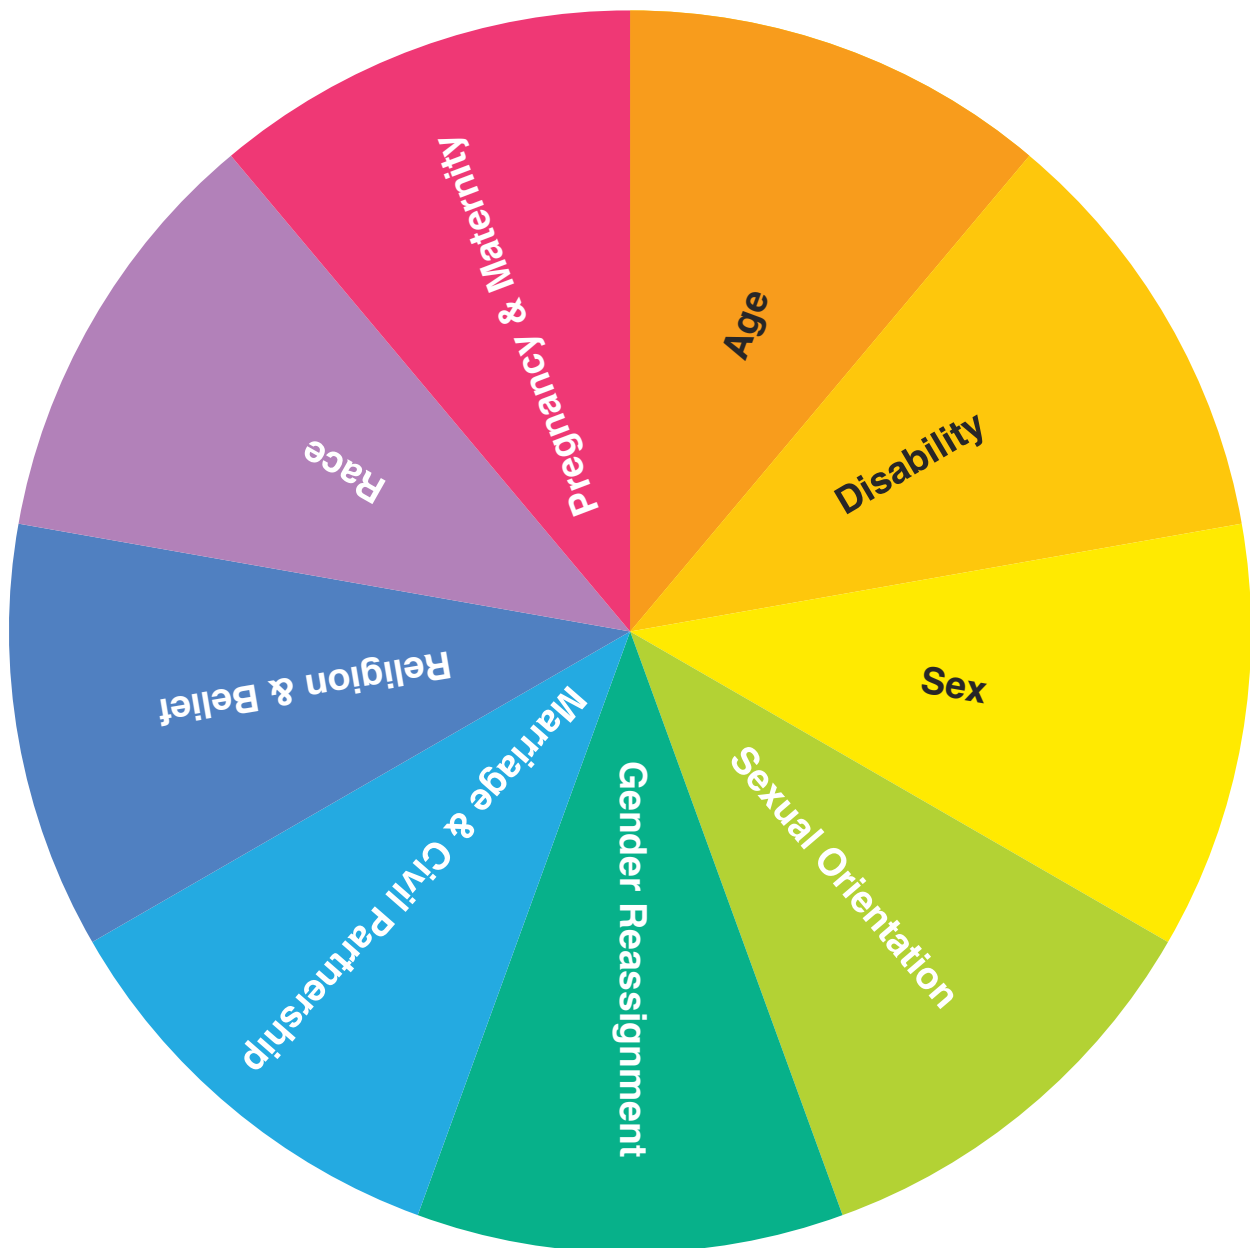 Age
Disability
Sex
Sexual Orientation
Gender Reassignment
Marriage & Civil Partnership
Religion & Belief
Race
Pregnancy & Maternity